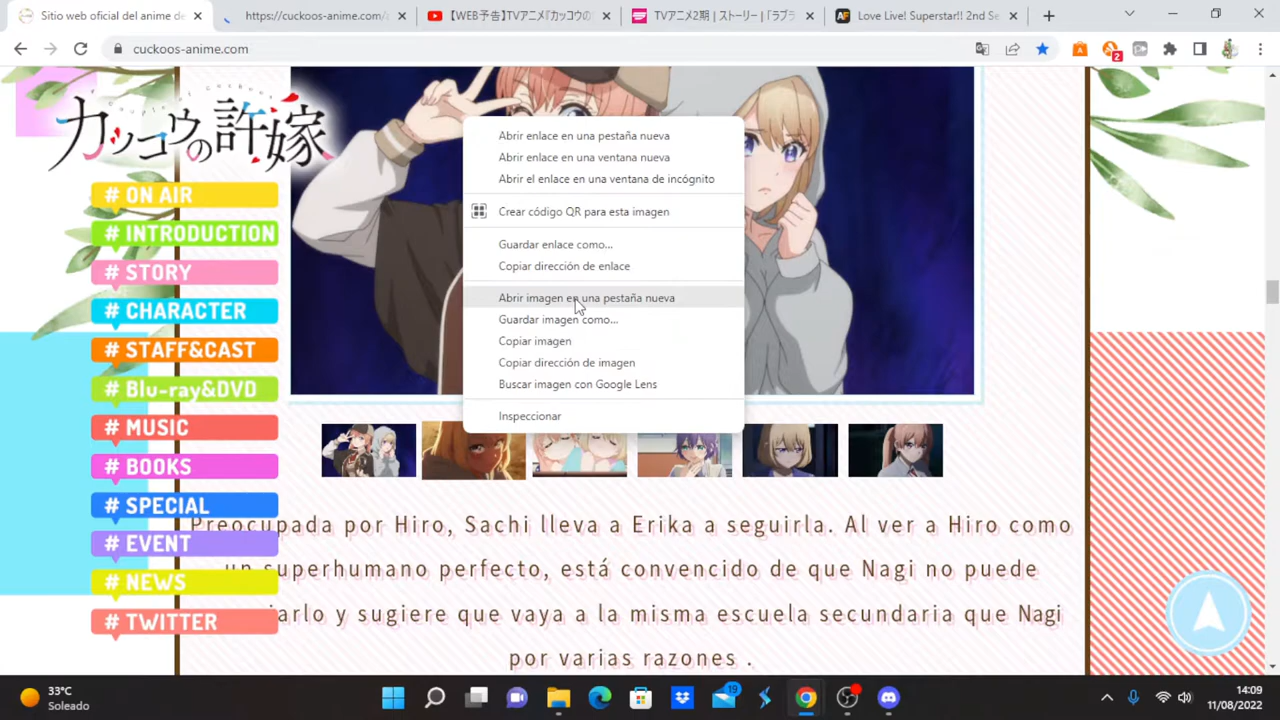 Sitio web oficial del anime de
https://cuckoos-anime.com/
【WEB予告】TVアニメ『カッコウの
TVアニメ2期 | ストーリー | 「ラブラ
Love Live! Superstar!! 2nd Se
cuckoos-anime.com
2
カッコウの許嫁
# ON AIR
# INTRODUCTION
# STORY
# CHARACTER
# STAFF&CAST
# Blu-ray&DVD
# MUSIC
# BOOKS
# SPECIAL
# EVENT
# NEWS
# TWITTER
Abrir enlace en una pestaña nueva
Abrir enlace en una ventana nueva
Abrir el enlace en una ventana de incógnito
Crear código QR para esta imagen
Guardar enlace como...
Copiar dirección de enlace
Abrir imagen en una pestaña nueva
Guardar imagen como...
Copiar imagen
Copiar dirección de imagen
Buscar imagen con Google Lens
Inspeccionar
Preocupada por Hiro, Sachi lleva a Erika a seguirla. Al ver a Hiro como
un superhumano perfecto, está convencido de que Nagi no puede
y sugiere que vaya a la misma escuela secundaria que Nagi
por varias razones .
33°C
Soleado
19
14:09
11/08/2022